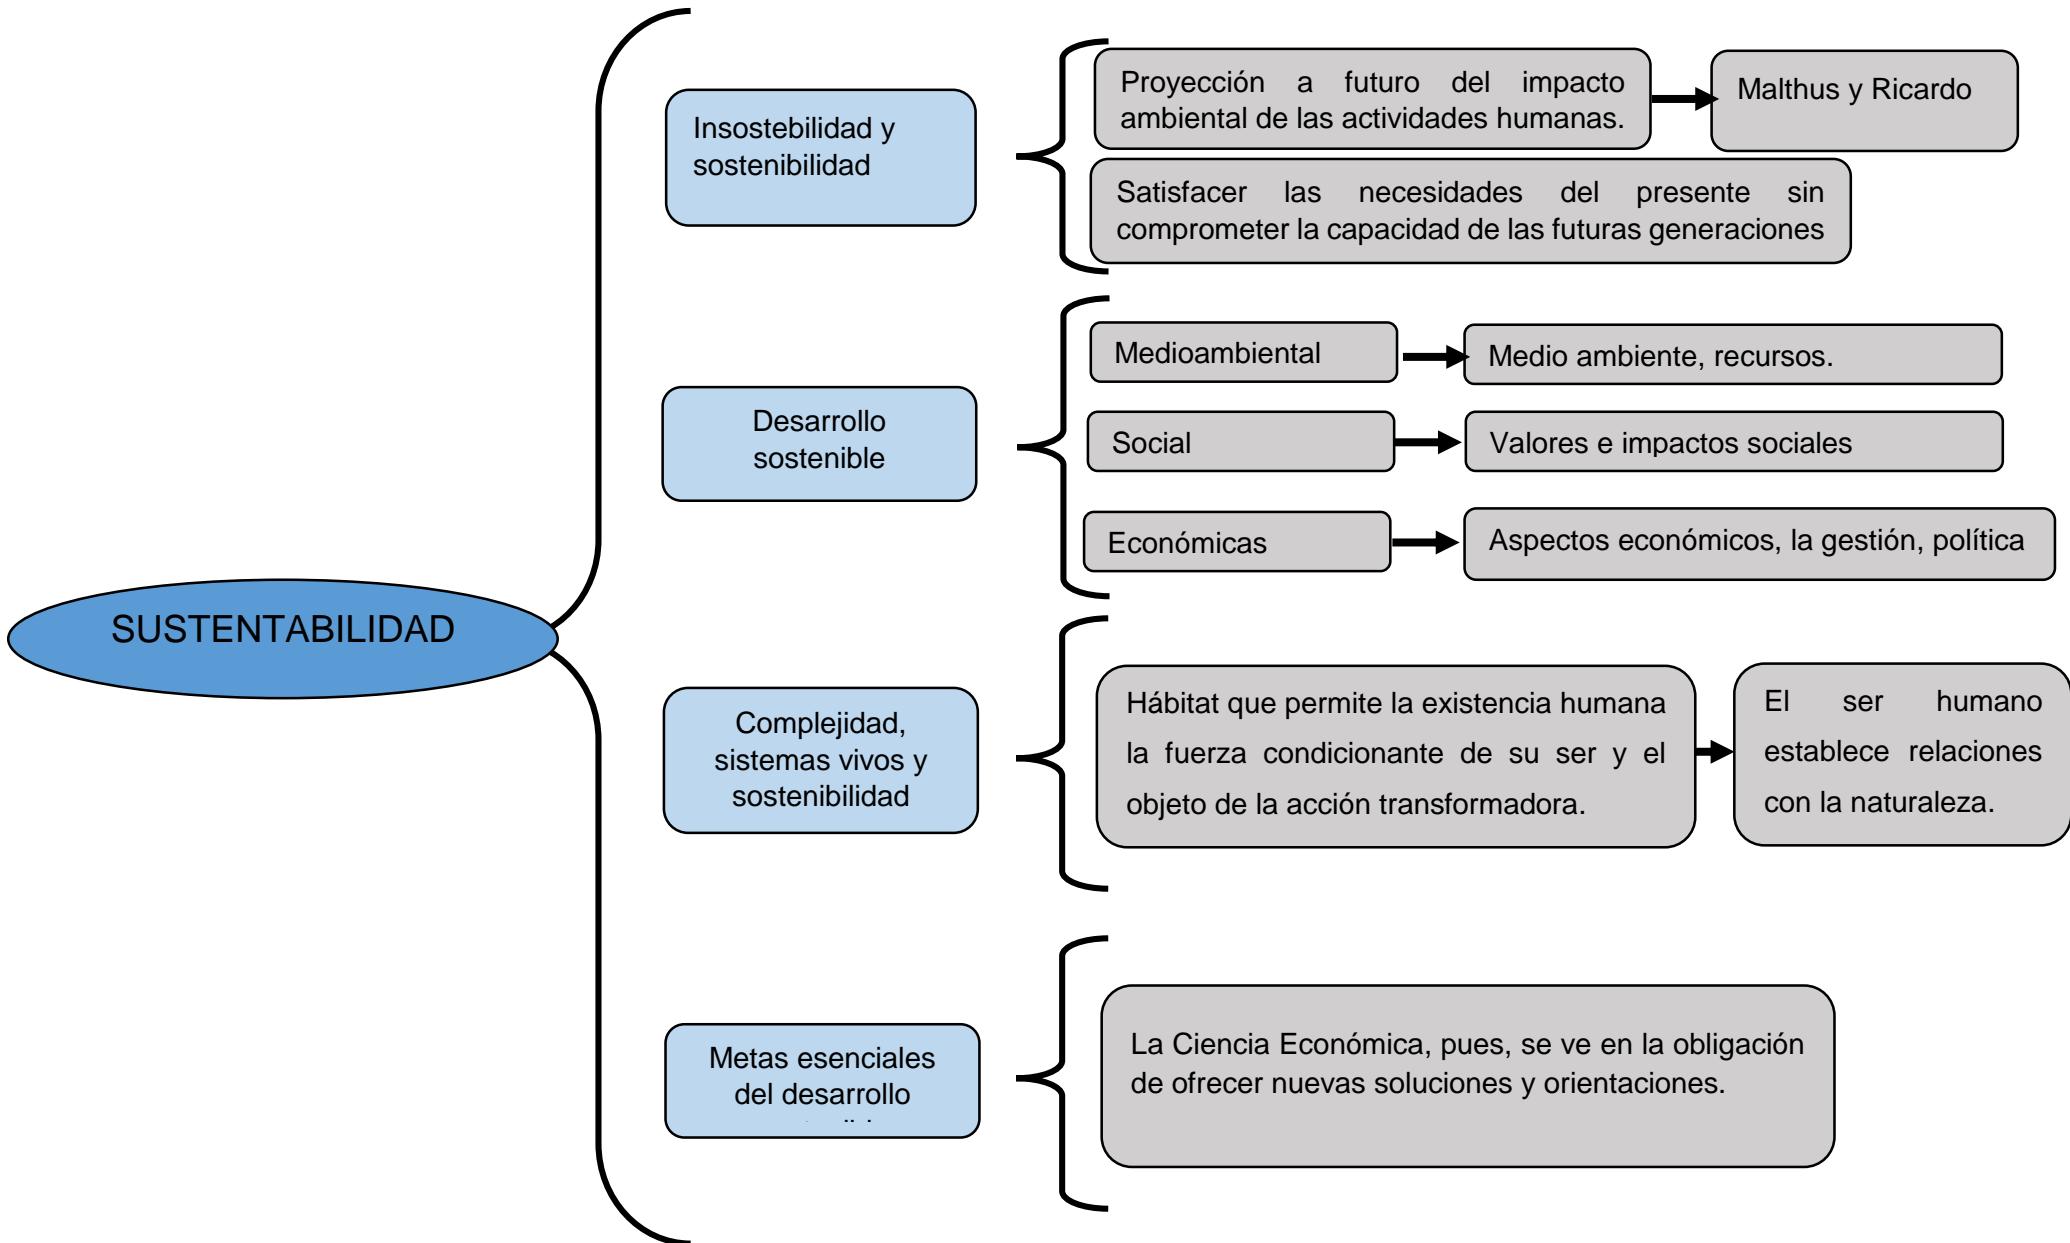 SUSTENTABILIDAD
Insostebilidad y
sostenibilidad
Proyección a futuro del impacto
ambiental de las actividades humanas.
Malthus y Ricardo
Satisfacer las necesidades del presente sin
comprometer la capacidad de las futuras generaciones
Desarrollo
sostenible
Medioambiental
Medio ambiente, recursos.
Social
Valores e impactos sociales
Económicas
Aspectos económicos, la gestión, política
Complejidad,
sistemas vivos y
sostenibilidad
Hábitat que permite la existencia humana
la fuerza condicionante de su ser y el
objeto de la acción transformadora.
El ser humano
establece relaciones
con la naturaleza.
Metas esenciales
del desarrollo
La Ciencia Económica, pues, se ve en la obligación
de ofrecer nuevas soluciones y orientaciones.